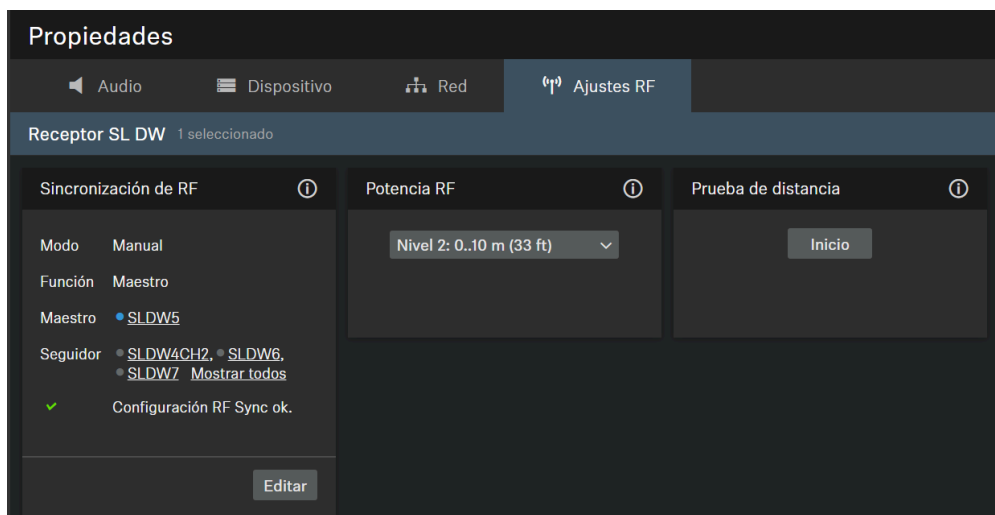 Propiedades
Audio Dispositivo Red Ajustes RF
Receptor SL DW 1 seleccionado
Sincronización de RF
Modo Manual
Función Maestro
Maestro SLDW5
Seguidor SLDW4CH2, SLDW6,
SLDW7 Mostrar todos
Configuración RF Sync ok.
Editar
Potencia RF
Nivel 2: 0..10 m (33 ft)
Prueba de distancia
Inicio